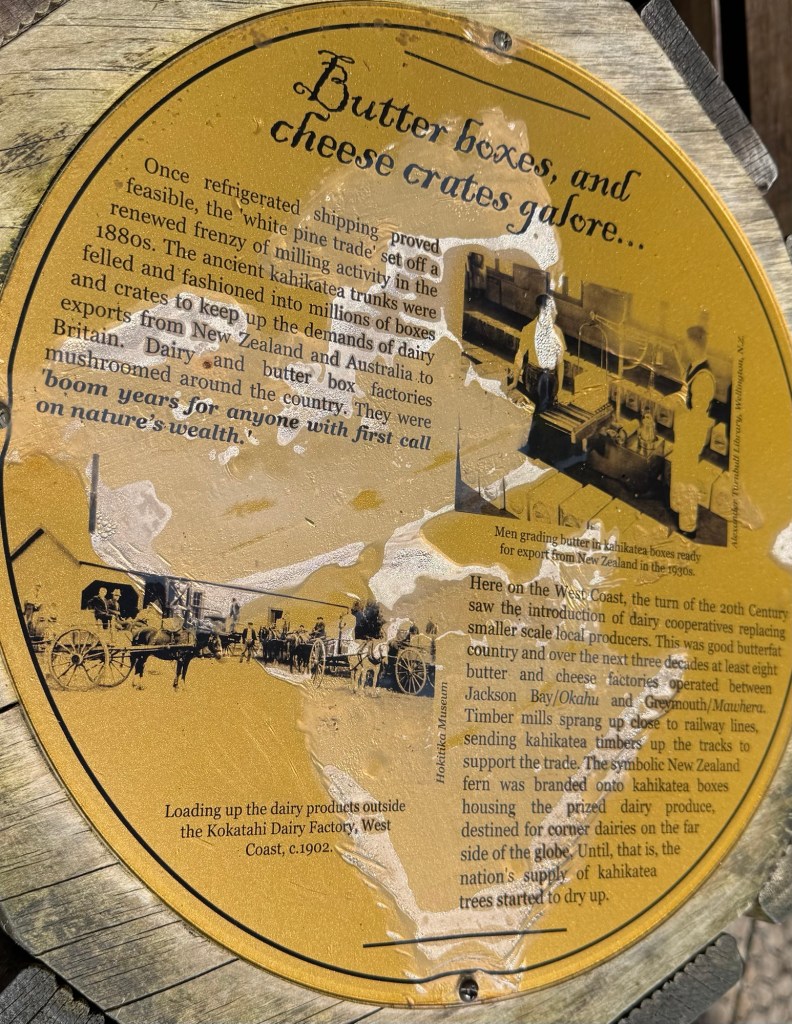 Butter boxes, and
cheese crates galore...
Once refrigerated shipping proved
feasible, the 'white pine trade' set off a
renewed frenzy of milling activity in the
1880s. The ancient kahikatea trunks were
felled and fashioned into millions of boxes
and crates to keep up the demands of dairy
exports from New Zealand and Australia to
Britain. Dairy and butter box factories
mushroomed around the country. They were
'boom years for anyone with first call
on nature's wealth.'
Alexander Turnbull Library, Wellington, N.Z.
Men grading butter in kahikatea boxes ready
for export from New Zealand in the 1930s.
Here on the West Coast, the turn of the 20th Century
saw the introduction of dairy cooperatives replacing
smaller scale local producers. This was good butterfat
country and over the next three decades at least eight
butter and cheese factories operated between
Jackson Bay/Okahu and Greymouth/Mawhera.
Timber mills sprang up close to railway lines,
sending kahikatea timbers up the tracks to
support the trade. The symbolic New Zealand
fern was branded onto kahikatea boxes
housing the prized dairy produce,
destined for corner dairies on the far
side of the globe. Until, that is, the
nation's supply of kahikatea
trees started to dry up.
Hokitika Museum
Loading up the dairy products outside
the Kokatahi Dairy Factory, West
Coast, c.1902.